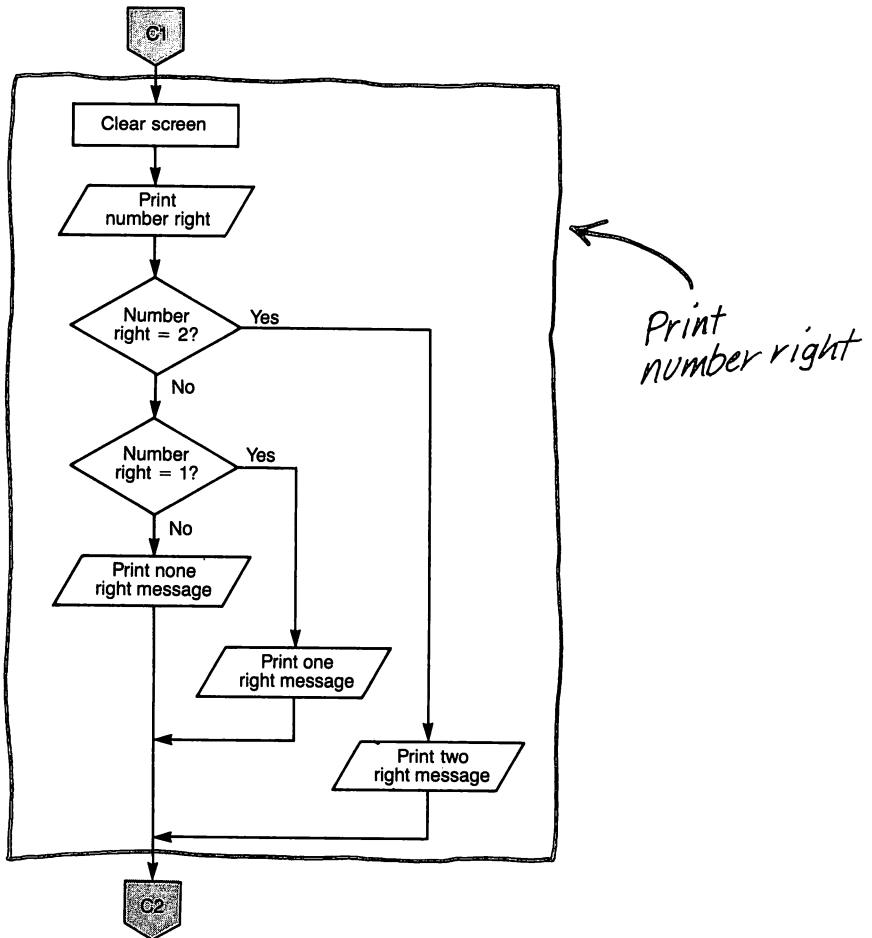 C1
Clear screen
Print
number right
Number
right = 2?
Yes
No
Number
right = 1?
Yes
No
Print none
right message
Print one
right message
Print two
right message
C2
Print
number right